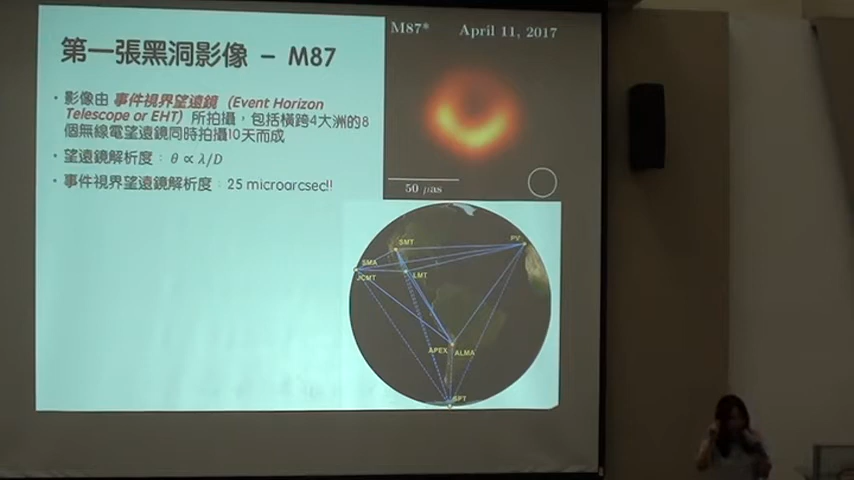 第一張黑洞影像 – M87
• 影像由 事件視界望遠鏡 (Event Horizon
Telescope or EHT) 所拍攝，包括橫跨4大洲的8
個無線電望遠鏡同時拍攝10天而成
• 望遠鏡解析度：θ ∝ λ/D
• 事件視界望遠鏡解析度：25 microarcsec!!
M87* April 11, 2017
50 μas
SMT
PV
SMA
JCMT
LMT
APEX
ALMA
SPT